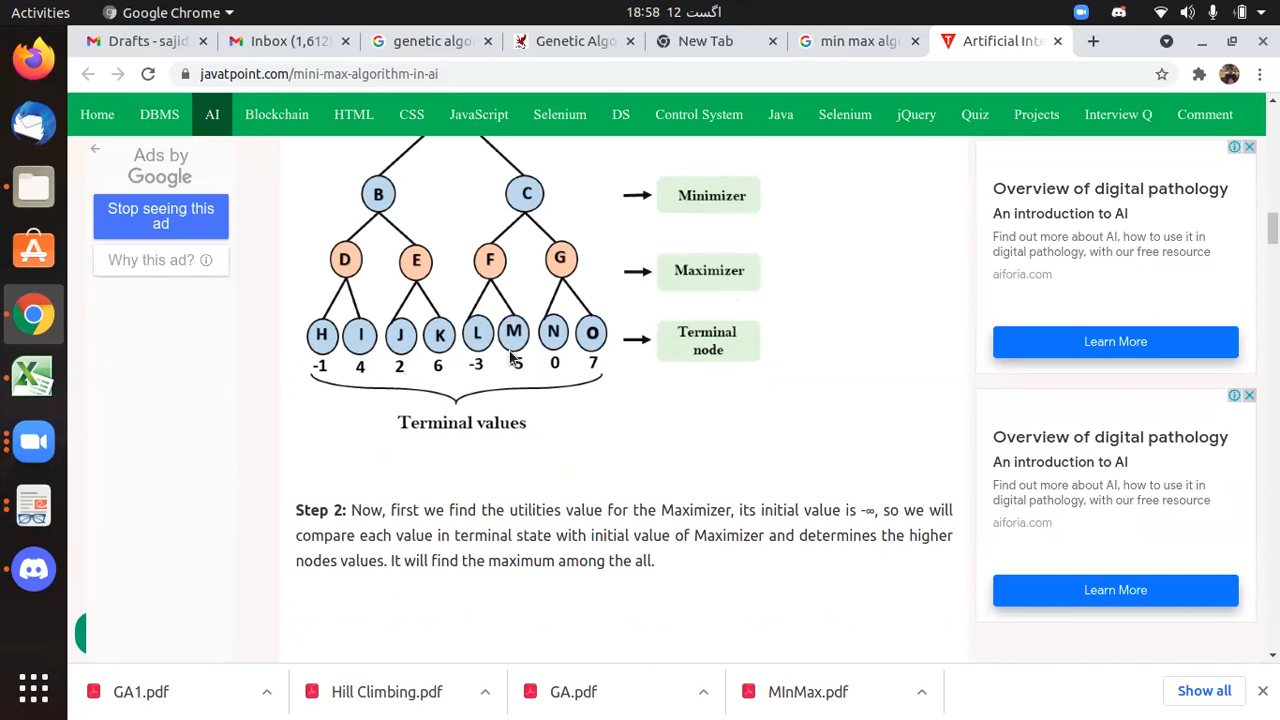 Activities
Google Chrome
18:58 12 اگست
Drafts - sajid
Inbox (1,612)
genetic algo
Genetic Algo
New Tab
min max alg
Artificial Inte
javatpoint.com/mini-max-algorithm-in-ai
Home DBMS AI Blockchain HTML CSS JavaScript Selenium DS Control System Java Selenium jQuery Quiz Projects Interview Q Comment
Ads by
Google
Stop seeing this
ad
Why this ad?
B C Minimizer
D E F G Maximizer
H I J K L M N O Terminal
node
-1 4 2 6 -3 -5 0 7
Terminal values
Step 2: Now, first we find the utilities value for the Maximizer, its initial value is -∞, so we will
compare each value in terminal state with initial value of Maximizer and determines the higher
nodes values. It will find the maximum among the all.
Overview of digital pathology
An introduction to AI
Find out more about AI, how to use it in
digital pathology, with our free resource
aiforia.com
Learn More
Overview of digital pathology
An introduction to AI
Find out more about AI, how to use it in
digital pathology, with our free resource
aiforia.com
Learn More
GA1.pdf
Hill Climbing.pdf
GA.pdf
MInMax.pdf
Show all